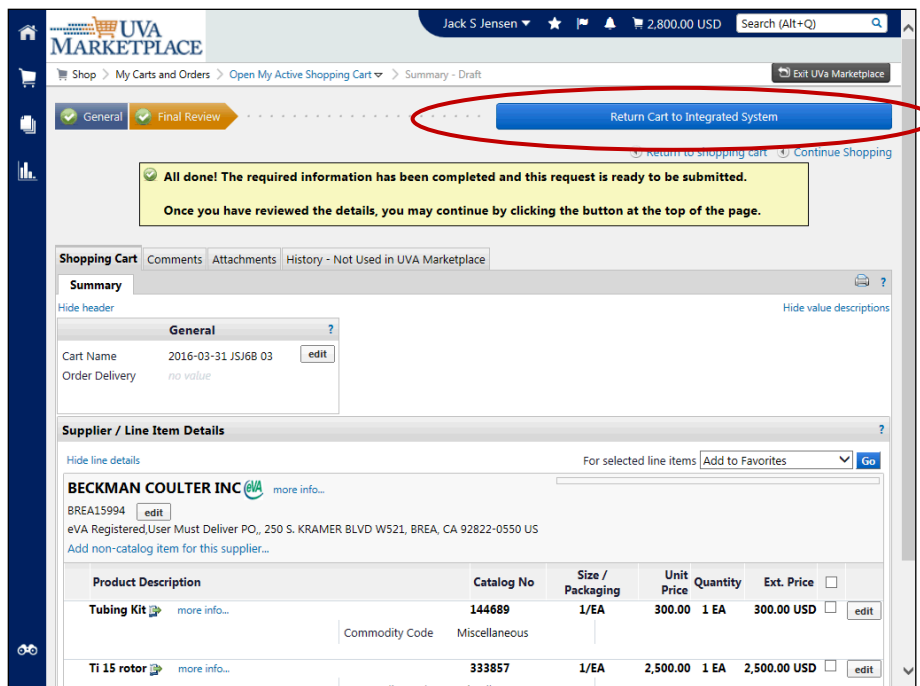 UVA
MARKETPLACE
Jack S Jensen 2,800.00 USD Search (Alt+Q)
Shop > My Carts and Orders > Open My Active Shopping Cart > Summary - Draft
Exit UVa Marketplace
General Final Review
Return Cart to Integrated System
Return to shopping cart Continue Shopping
All done! The required information has been completed and this request is ready to be submitted.
Once you have reviewed the details, you may continue by clicking the button at the top of the page.
Shopping Cart Comments Attachments History - Not Used in UVA Marketplace
Summary ?
Hide header Hide value descriptions
General ?
Cart Name 2016-03-31 JSJ6B 03 edit
Order Delivery no value
Supplier / Line Item Details ?
Hide line details For selected line items Add to Favorites Go
BECKMAN COULTER INC eVA more info...
BREA15994 edit
eVA Registered,User Must Deliver PO,, 250 S. KRAMER BLVD W521, BREA, CA 92822-0550 US
Add non-catalog item for this supplier...
Product Description Catalog No Size / Packaging Unit Price Quantity Ext. Price
Tubing Kit more info... 144689 1/EA 300.00 1 EA 300.00 USD edit
Commodity Code Miscellaneous
Ti 15 rotor more info... 333857 1/EA 2,500.00 1 EA 2,500.00 USD edit